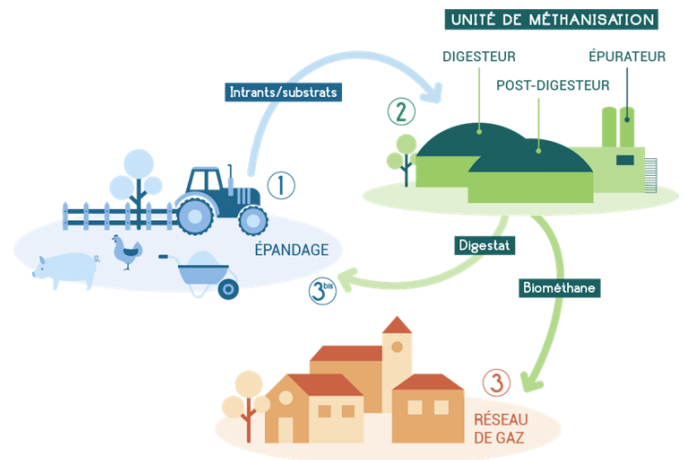 UNITÉ DE MÉTHANISATION
DIGESTEUR
ÉPURATEUR
POST-DIGESTEUR
Intrants/substrats
2
1
ÉPANDAGE
Digestat
3bis
Biométhane
3
RÉSEAU
DE GAZ